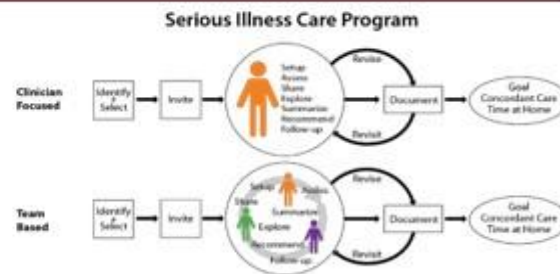 Serious Illness Care Program
Clinician
Focused
Identify
&
Select
Invite
Setup
Assess
Share
Explore
Summarize
Recommend
Follow-up
Revise
Document
Revisit
Goal
Concordant Care
Time at Home
Team
Based
Identify
&
Select
Invite
Setup
Assess
Share
Summarize
Explore
Recommend
Follow-up
Revise
Document
Revisit
Goal
Concordant Care
Time at Home